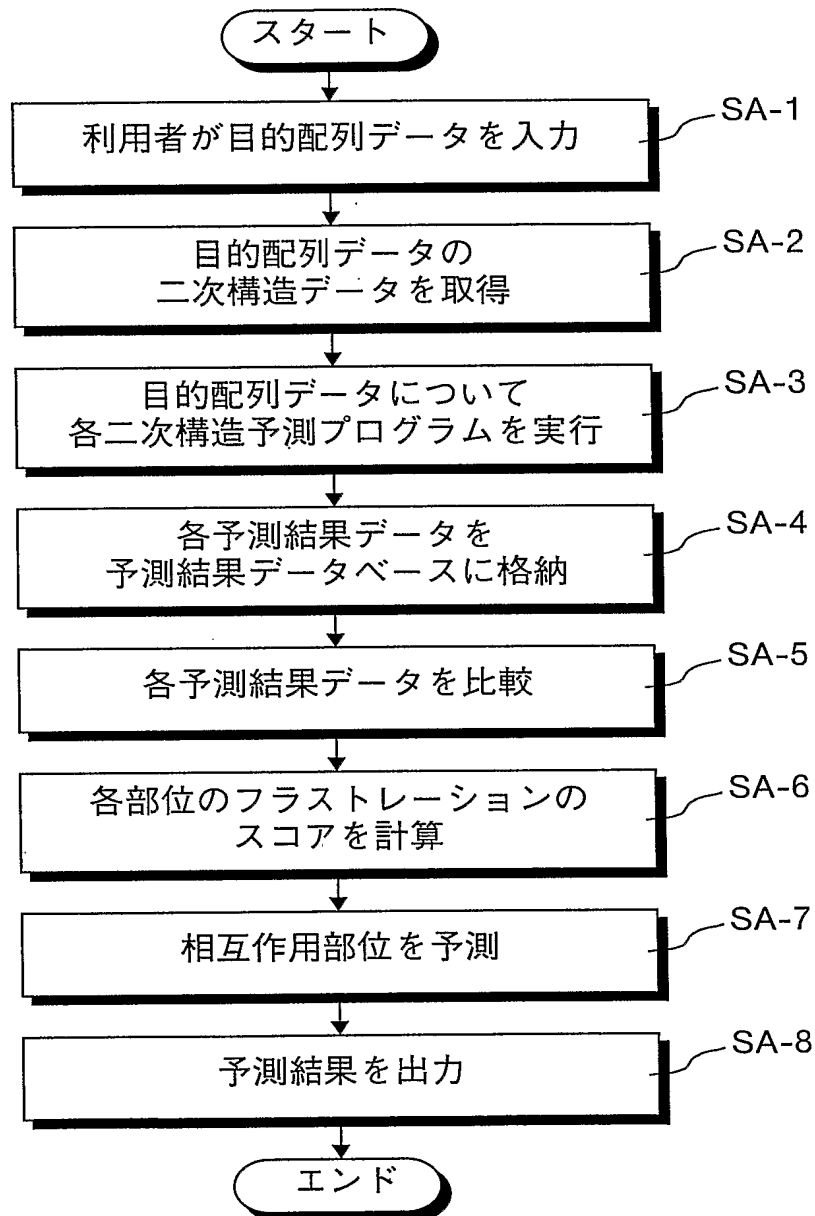 スタート
利用者が目的配列データを入力
SA-1
目的配列データの
二次構造データを取得
SA-2
目的配列データについて
各二次構造予測プログラムを実行
SA-3
各予測結果データを
予測結果データベースに格納
SA-4
各予測結果データを比較
SA-5
各部位のフラストレーションの
スコアを計算
SA-6
相互作用部位を予測
SA-7
予測結果を出力
SA-8
エンド